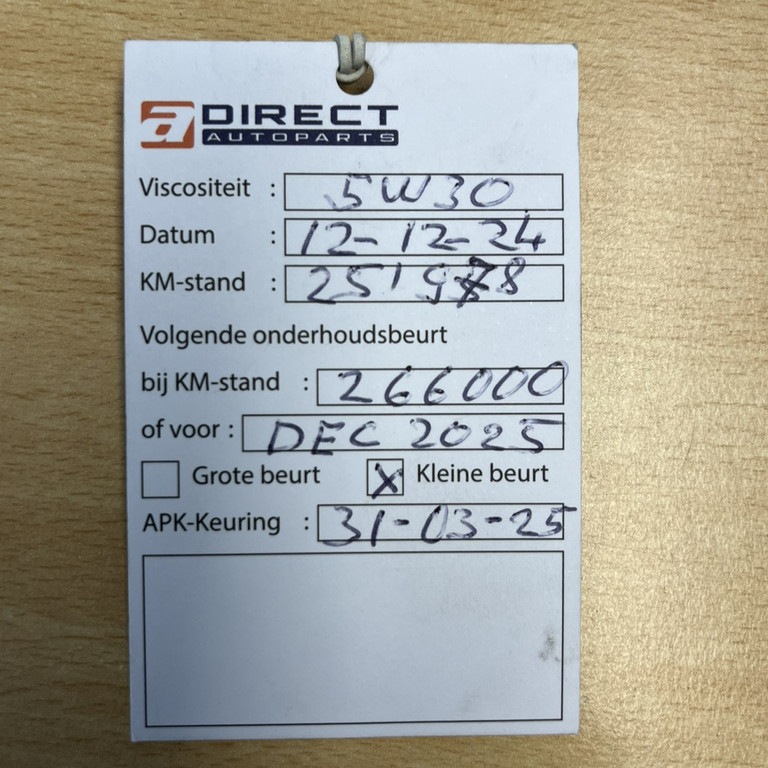 a DIRECT
AUTOPARTS
Viscositeit : 5W30
Datum : 12-12-24
KM-stand : 251978
Volgende onderhoudsbeurt
bij KM-stand : 266000
of voor : DEC 2025
Grote beurt X Kleine beurt
APK-Keuring : 31-03-25